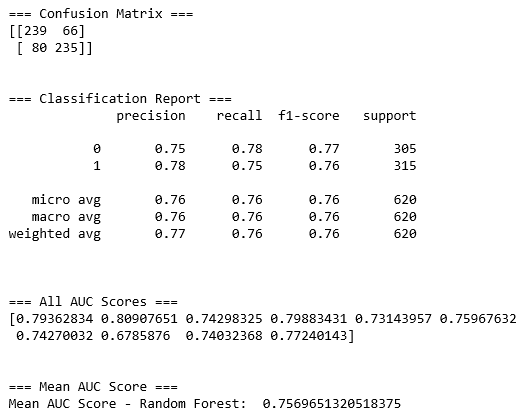 === Confusion Matrix ===
[[239  66]
 [ 80 235]]
=== Classification Report ===
              precision    recall  f1-score   support
           0       0.75      0.78      0.77       305
           1       0.78      0.75      0.76       315
   micro avg       0.76      0.76      0.76       620
   macro avg       0.76      0.76      0.76       620
weighted avg       0.77      0.76      0.76       620
=== All AUC Scores ===
[0.79362834 0.80907651 0.74298325 0.79883431 0.73143957 0.75967632
 0.74270032 0.6785876  0.74032368 0.77240143]
=== Mean AUC Score ===
Mean AUC Score - Random Forest:  0.7569651320518375